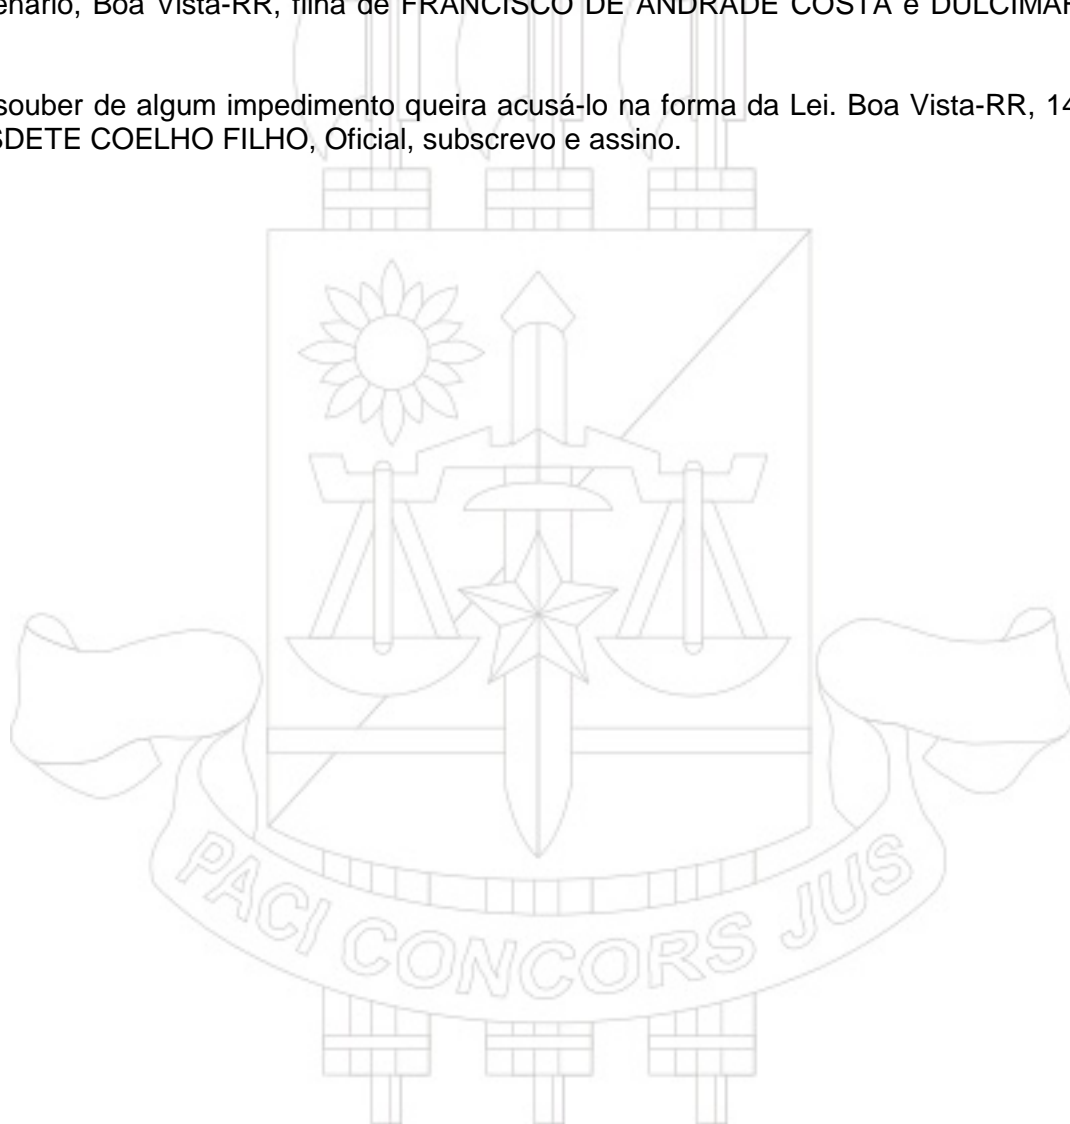 enário, Boa Vista-RR, filha de FRANCISCO DE ANDRADE COSTA e DULCIMAR
souber de algum impedimento queira acusá-lo na forma da Lei. Boa Vista-RR, 14
SDETE COELHO FILHO, Oficial, subscrevo e assino.
PACI CONCORS JUS